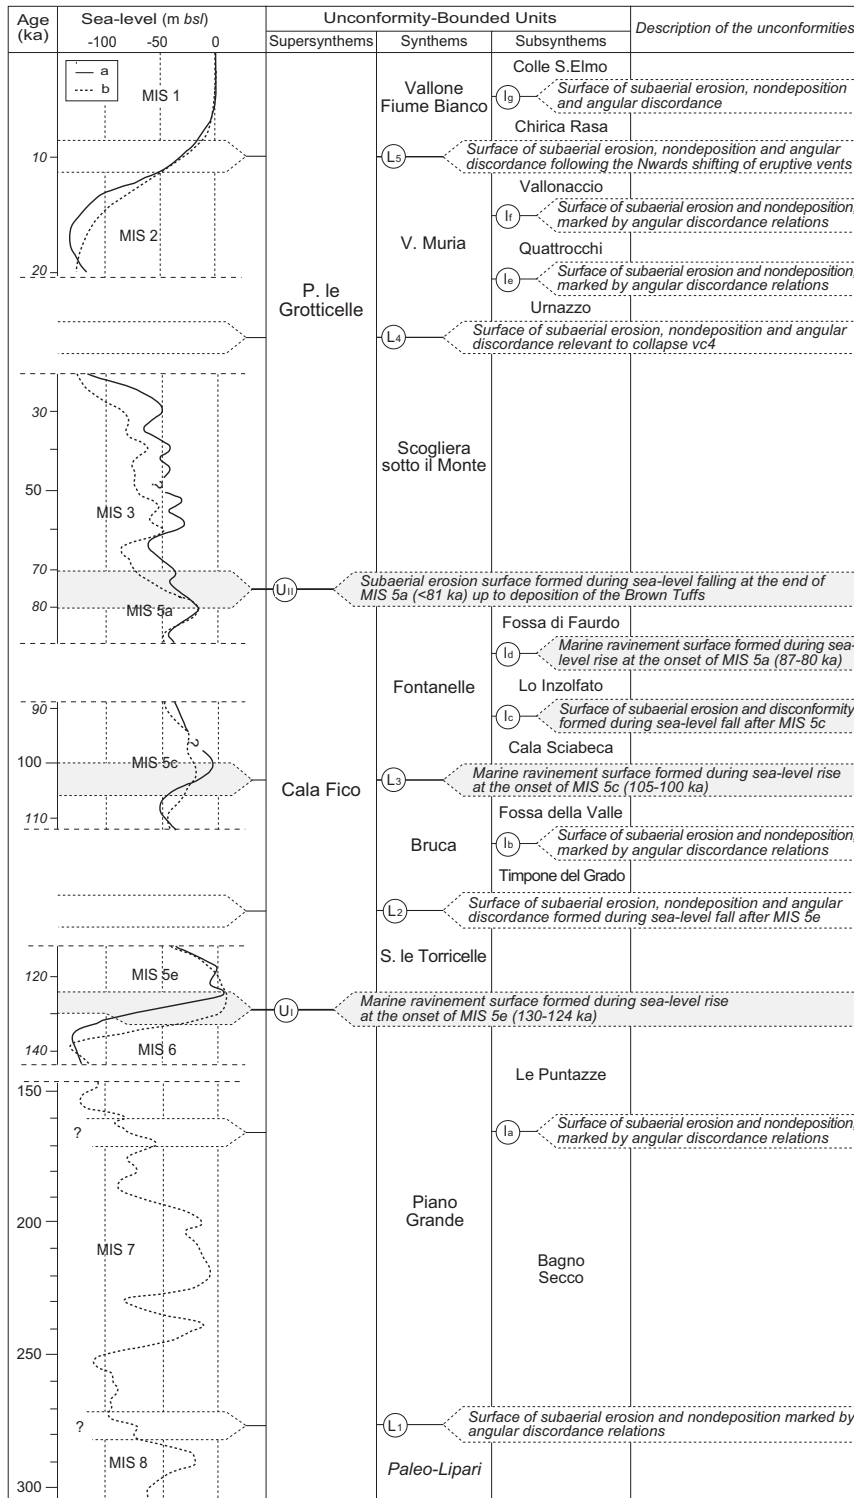 Age
(ka)
Sea-level (m bsl)
-100 -50 0
Unconformity-Bounded Units
Supersynthems
Synthems
Subsynthems
Description of the unconformities
a
b
MIS 1
10
MIS 2
20
30
50
MIS 3
70
MIS 5a
80
90
MIS 5c
100
110
MIS 5e
120
MIS 6
140
150
?
MIS 7
200
250
?
MIS 8
300
?
?
P. le
Grotticelle
UII
Cala Fico
UI
Vallone
Fiume Bianco
L5
V. Muria
L4
Scogliera
sotto il Monte
Fontanelle
L3
Bruca
L2
S. le Torricelle
Piano
Grande
L1
Paleo-Lipari
Colle S.Elmo
Ig
Chirica Rasa
Vallonaccio
If
Quattrocchi
Ie
Urnazzo
Fossa di Faurdo
Id
Lo Inzolfato
Ic
Cala Sciabeca
Fossa della Valle
Ib
Timpone del Grado
Le Puntazze
Ia
Bagno
Secco
Surface of subaerial erosion, nondeposition
and angular discordance
Surface of subaerial erosion, nondeposition and angular
discordance following the Nwards shifting of eruptive vents
Surface of subaerial erosion and nondeposition,
marked by angular discordance relations
Surface of subaerial erosion and nondeposition,
marked by angular discordance relations
Surface of subaerial erosion, nondeposition and angular
discordance relevant to collapse vc4
Subaerial erosion surface formed during sea-level falling at the end of
MIS 5a (<81 ka) up to deposition of the Brown Tuffs
Marine ravinement surface formed during sea-
level rise at the onset of MIS 5a (87-80 ka)
Surface of subaerial erosion and disconformity
formed during sea-level fall after MIS 5c
Marine ravinement surface formed during sea-level rise
at the onset of MIS 5c (105-100 ka)
Surface of subaerial erosion and nondeposition,
marked by angular discordance relations
Surface of subaerial erosion, nondeposition and angular
discordance formed during sea-level fall after MIS 5e
Marine ravinement surface formed during sea-level rise
at the onset of MIS 5e (130-124 ka)
Surface of subaerial erosion and nondeposition,
marked by angular discordance relations
Surface of subaerial erosion and nondeposition marked by
angular discordance relations